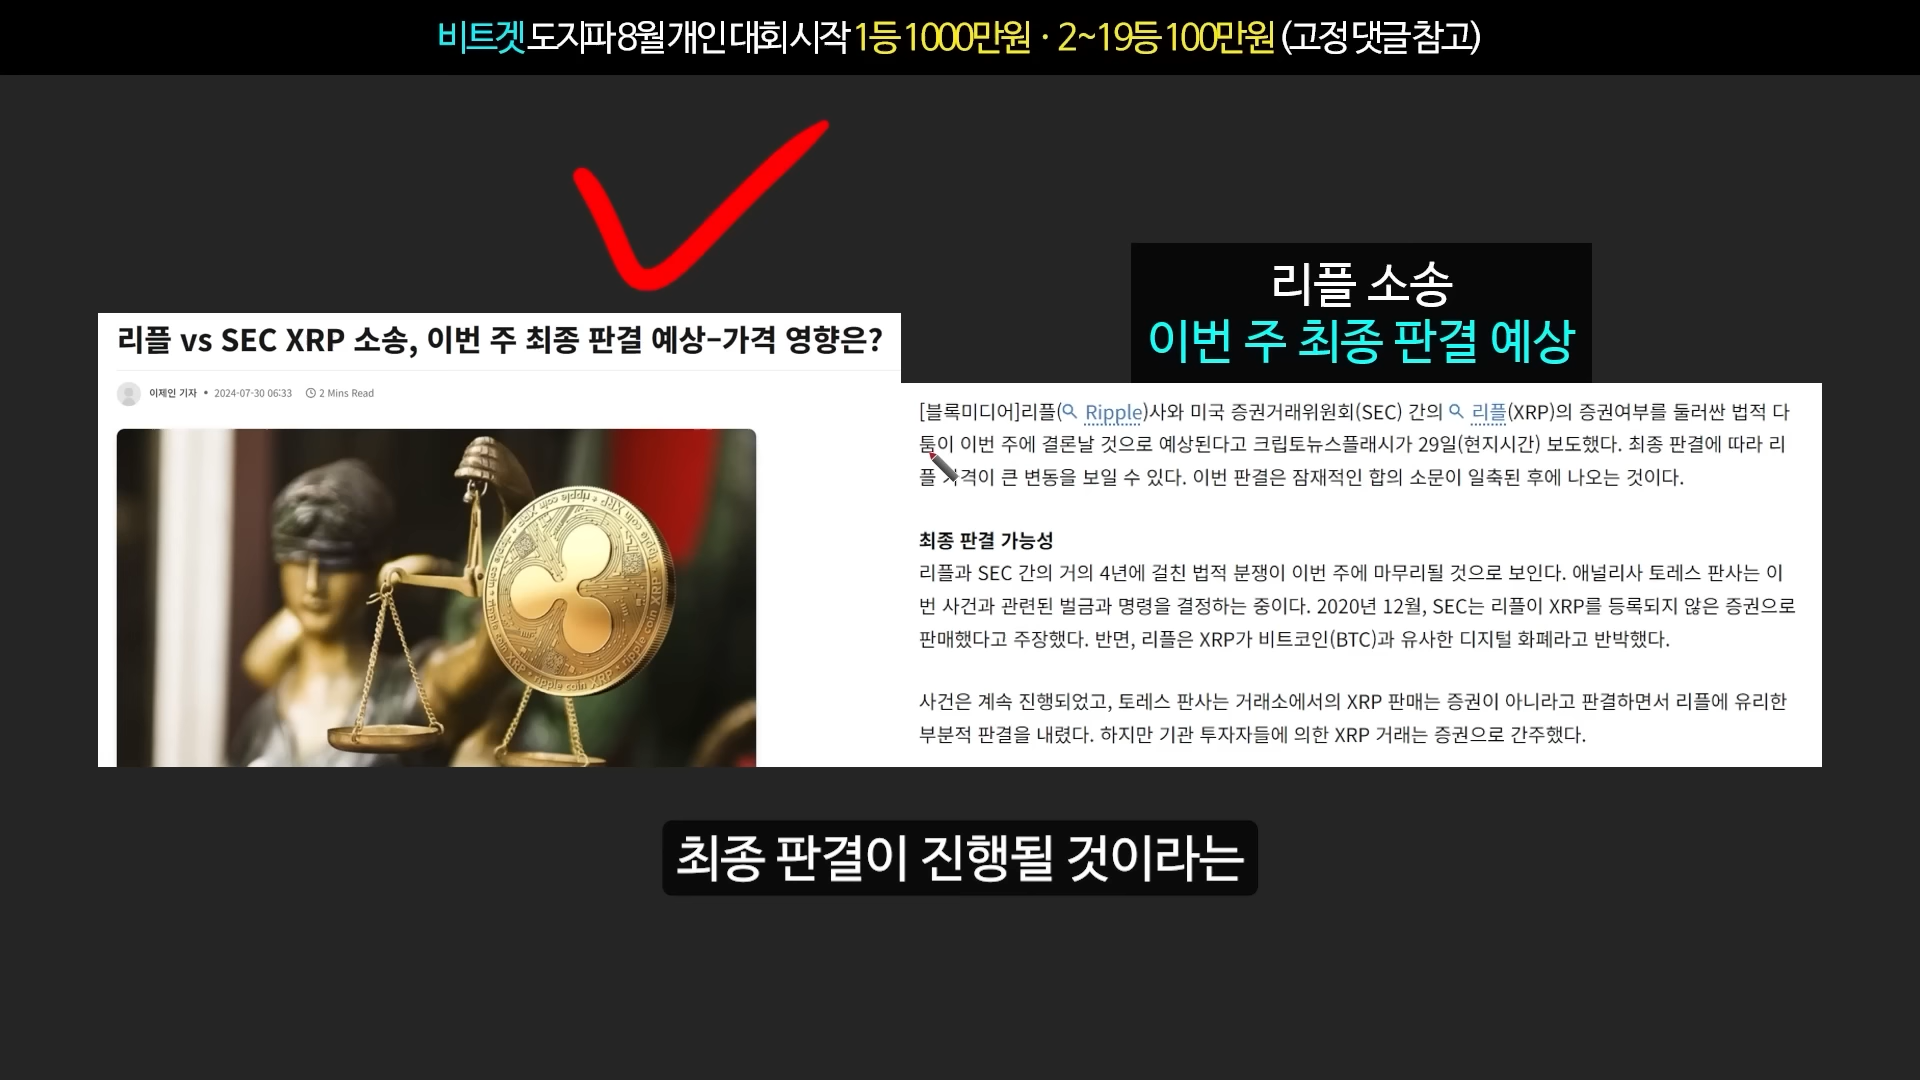 비트겟 도지파 8월 개인 대회 시작 1등 1000만원 · 2~19등 100만원 (고정 댓글 참고)
리플 소송
이번 주 최종 판결 예상
리플 vs SEC XRP 소송, 이번 주 최종 판결 예상–가격 영향은?
이제인 기자 • 2024-07-30 06:33 2 Mins Read
ripple coin XRP
[블록미디어]리플(Ripple)사와 미국 증권거래위원회(SEC) 간의 리플(XRP)의 증권여부를 둘러싼 법적 다
툼이 이번 주에 결론날 것으로 예상된다고 크립토뉴스플래시가 29일(현지시간) 보도했다. 최종 판결에 따라 리
플 가격이 큰 변동을 보일 수 있다. 이번 판결은 잠재적인 합의 소문이 일축된 후에 나오는 것이다.
최종 판결 가능성
리플과 SEC 간의 거의 4년에 걸친 법적 분쟁이 이번 주에 마무리될 것으로 보인다. 애널리사 토레스 판사는 이
번 사건과 관련된 벌금과 명령을 결정하는 중이다. 2020년 12월, SEC는 리플이 XRP를 등록되지 않은 증권으로
판매했다고 주장했다. 반면, 리플은 XRP가 비트코인(BTC)과 유사한 디지털 화폐라고 반박했다.
사건은 계속 진행되었고, 토레스 판사는 거래소에서의 XRP 판매는 증권이 아니라고 판결하면서 리플에 유리한
부분적 판결을 내렸다. 하지만 기관 투자자들에 의한 XRP 거래는 증권으로 간주했다.
최종 판결이 진행될 것이라는